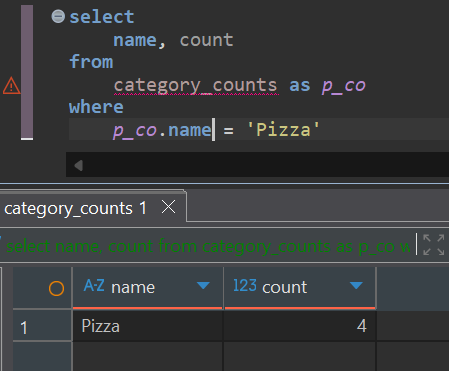 select
name, count
from
category_counts as p_co
where
p_co.name = 'Pizza'
category_counts 1
select name, count from category_counts as p_co w
A-Z name 123 count
1 Pizza 4